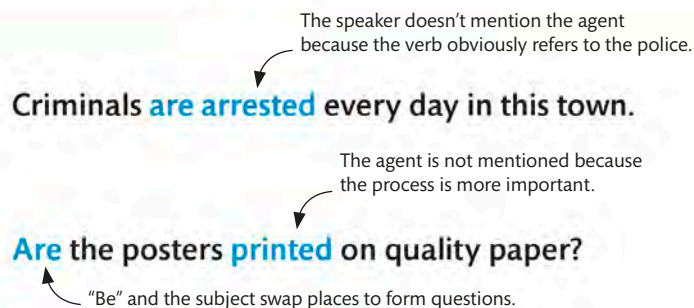 The speaker doesn't mention the agent
because the verb obviously refers to the police.
Criminals are arrested every day in this town.
The agent is not mentioned because
the process is more important.
Are the posters printed on quality paper?
"Be" and the subject swap places to form questions.